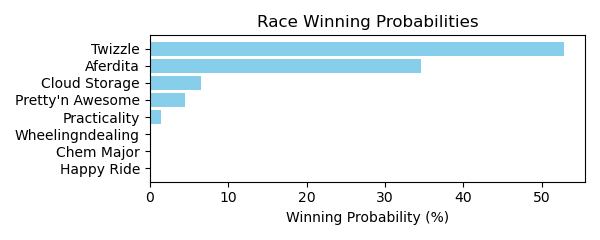 Race Winning Probabilities
Twizzle
Aferdita
Cloud Storage
Pretty'n Awesome
Practicality
Wheelingndealing
Chem Major
Happy Ride
0 10 20 30 40 50
Winning Probability (%)